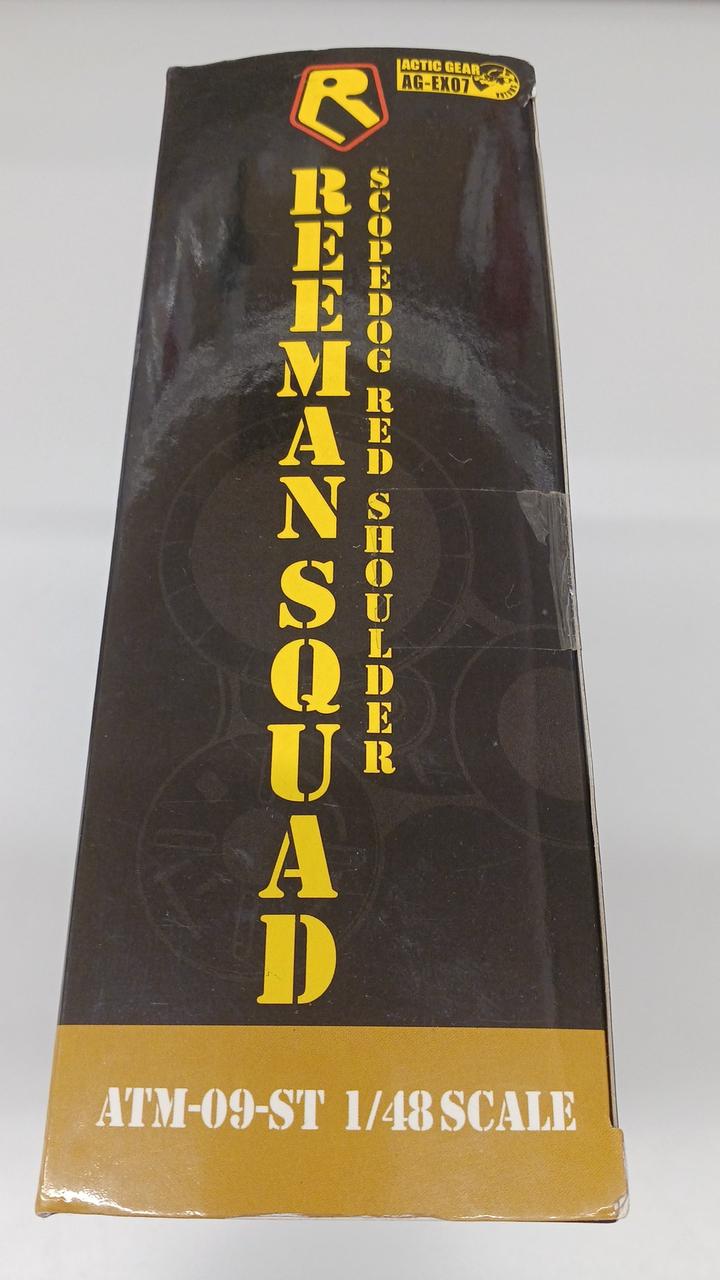 ACTIC GEAR
AG-EX07
R
REEMAN SQUAD
SCOPEDOG RED SHOULDER
ATM-09-ST 1/48 SCALE